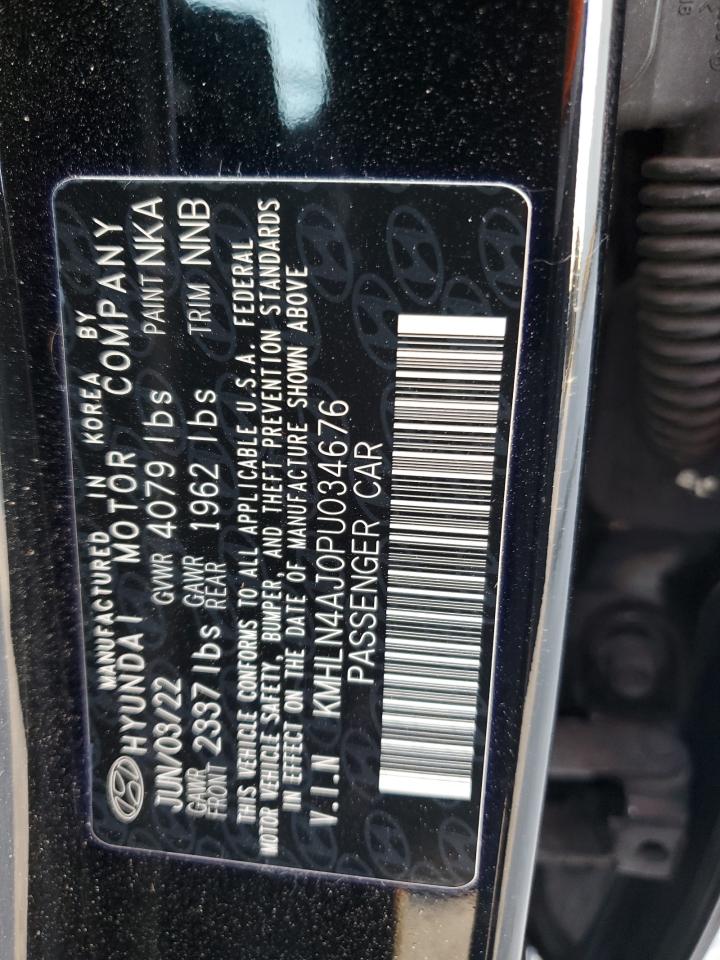 MANUFACTURED IN KOREA BY
HYUNDAI MOTOR COMPANY
JUN/03/22 GVWR 4079 lbs PAINT NKA
GAWR FRONT 2337 lbs GAWR REAR 1962 lbs TRIM NNB
THIS VEHICLE CONFORMS TO ALL APPLICABLE U.S.A. FEDERAL
MOTOR VEHICLE SAFETY, BUMPER, AND THEFT PREVENTION STANDARDS
IN EFFECT ON THE DATE OF MANUFACTURE SHOWN ABOVE
V.I.N KMHLN4AJ0PU034676
PASSENGER CAR